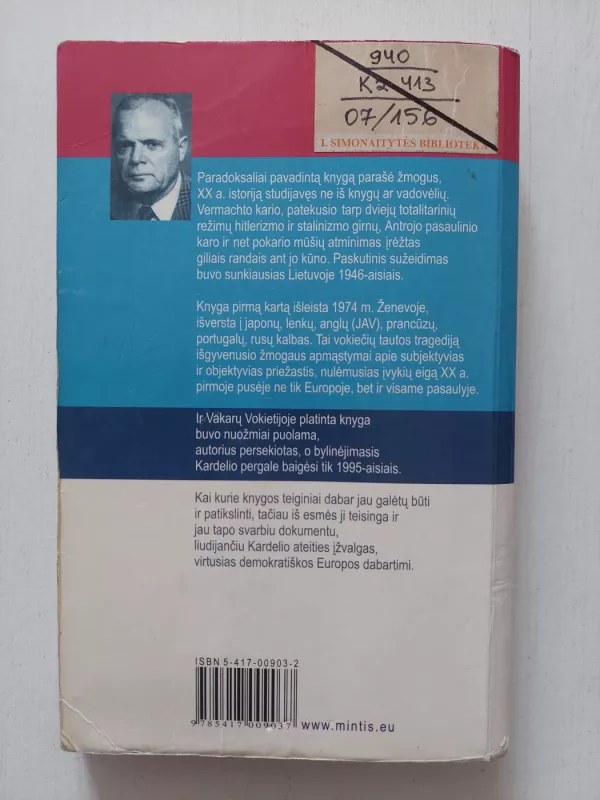 940
K2 413
07/156
I. SIMONAITYTĖS BIBLIOTEKA
Paradoksaliai pavadintą knygą parašė žmogus,
XX a. istoriją studijavęs ne iš knygų ar vadovėlių.
Vermachto kario, patekusio tarp dviejų totalitarinių
režimų hitlerizmo ir stalinizmo girnų, Antrojo pasaulinio
karo ir net pokario mūšių atminimas įrėžtas
giliais randais ant jo kūno. Paskutinis sužeidimas
buvo sunkiausias Lietuvoje 1946-aisiais.
Knyga pirmą kartą išleista 1974 m. Ženevoje,
išversta į japonų, lenkų, anglų (JAV), prancūzų,
portugalų, rusų kalbas. Tai vokiečių tautos tragediją
išgyvenusio žmogaus apmąstymai apie subjektyvias
ir objektyvias priežastis, nulėmusias įvykių eigą XX a.
pirmoje pusėje ne tik Europoje, bet ir visame pasaulyje.
Ir Vakarų Vokietijoje platinta knyga
buvo nuožmiai puolama,
autorius persekiotas, o bylinėjimasis
Kardelio pergale baigėsi tik 1995-aisiais.
Kai kurie knygos teiginiai dabar jau galėtų būti
ir patikslinti, tačiau iš esmės ji teisinga ir
jau tapo svarbiu dokumentu,
liudijančiu Kardelio ateities įžvalgas,
virtusias demokratiškos Europos dabartimi.
ISBN 5-417-00903-2
9 785417 009037
www.mintis.eu